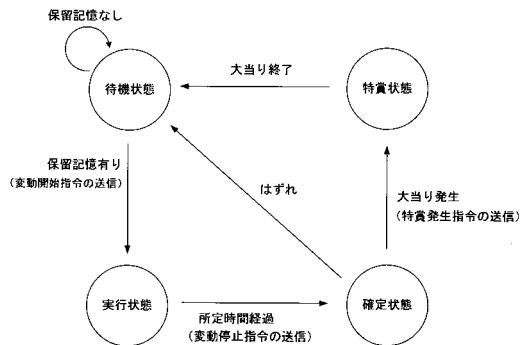 保留記憶なし
待機状態
大当り終了
特賞状態
保留記憶有り
(変動開始指令の送信)
はずれ
大当り発生
(特賞発生指令の送信)
実行状態
所定時間経過
(変動停止指令の送信)
確定状態